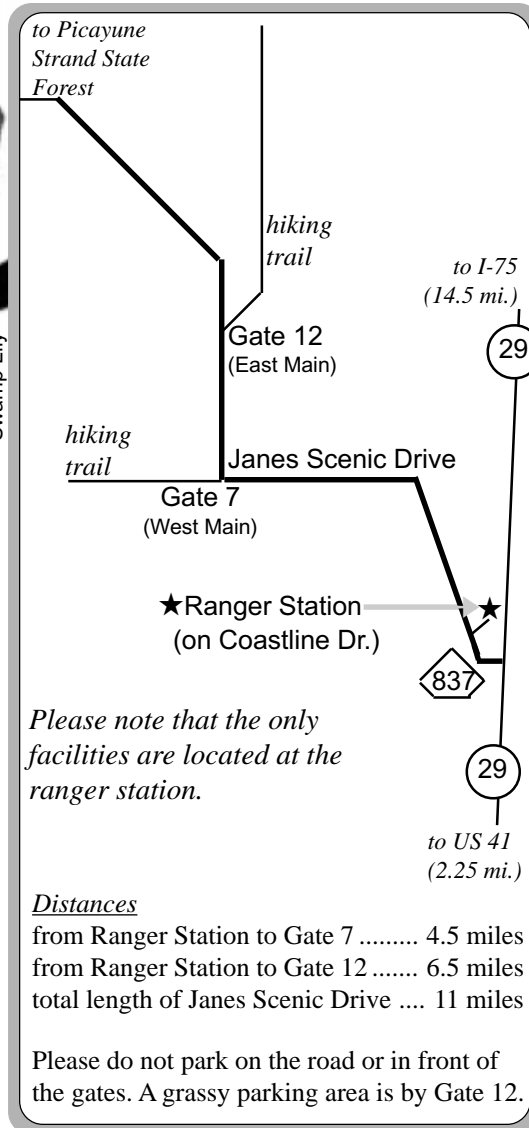 to Picayune
Strand State
Forest
hiking
trail
to I-75
(14.5 mi.)
29
Gate 12
(East Main)
hiking
trail
Janes Scenic Drive
Gate 7
(West Main)
★Ranger Station
(on Coastline Dr.)
837
Please note that the only
facilities are located at the
ranger station.
29
to US 41
(2.25 mi.)
Distances
from Ranger Station to Gate 7 ......... 4.5 miles
from Ranger Station to Gate 12 ....... 6.5 miles
total length of Janes Scenic Drive .... 11 miles
Please do not park on the road or in front of
the gates. A grassy parking area is by Gate 12.